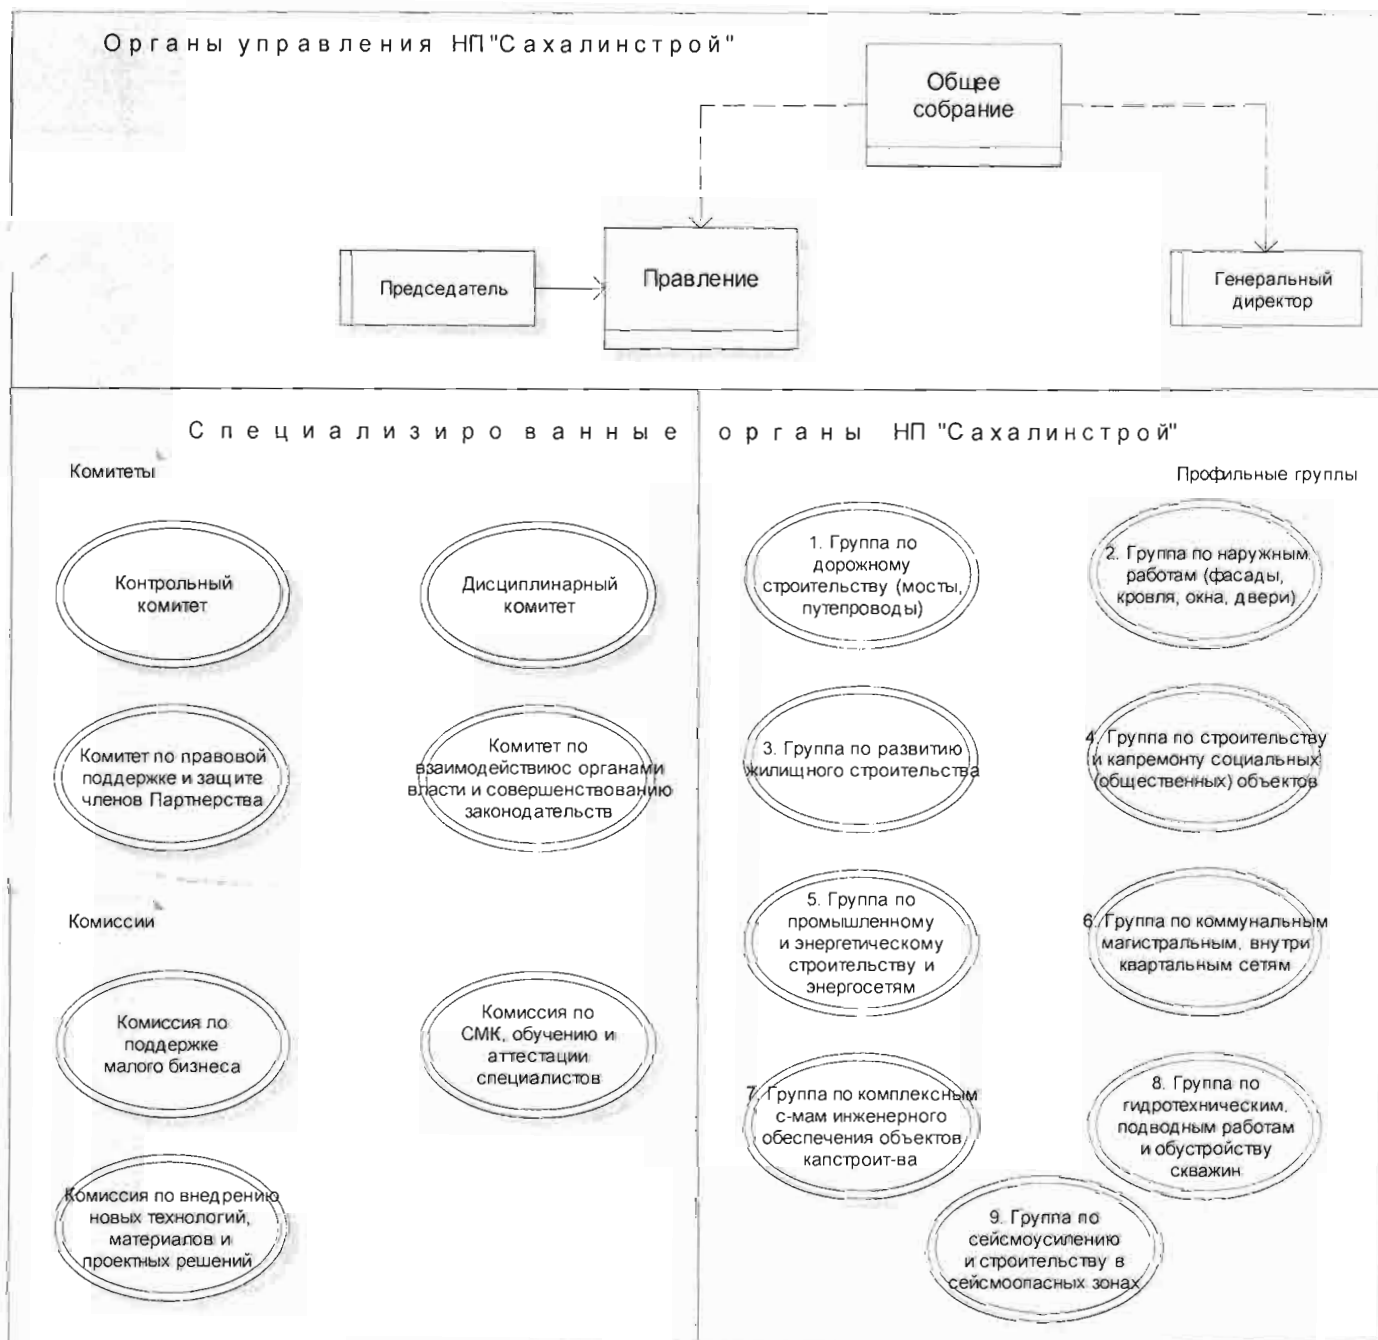 Органы управления НП "Сахалинстрой"
Общее
собрание
Председатель
Правление
Генеральный
директор
Специализированные органы НП "Сахалинстрой"
Комитеты
Контрольный
комитет
Дисциплинарный
комитет
Комитет по правовой
поддержке и защите
членов Партнерства
Комитет по
взаимодействиюс органами
власти и совершенствованию
законодательств
Комиссии
Комиссия по
поддержке
малого бизнеса
Комиссия по
СМК, обучению и
аттестации
специалистов
Комиссия по внедрению
новых технологий,
материалов и
проектных решений
Профильные группы
1. Группа по
дорожному
строительству (мосты,
путепроводы)
2. Группа по наружным
работам (фасады,
кровля, окна, двери)
3. Группа по развитию
жилищного строительства
4. Группа по строительству
и капремонту социальных
(общественных) объектов
5. Группа по
промышленному
и энергетическому
строительству и
энергосетям
6. Группа по коммунальным
магистральным, внутри
квартальным сетям
7. Группа по комплексным
с-мам инженерного
обеспечения объектов
капстроит-ва
8. Группа по
гидротехническим,
подводным работам
и обустройству
скважин
9. Группа по
сейсмоусилению
и строительству в
сейсмоопасных зонах